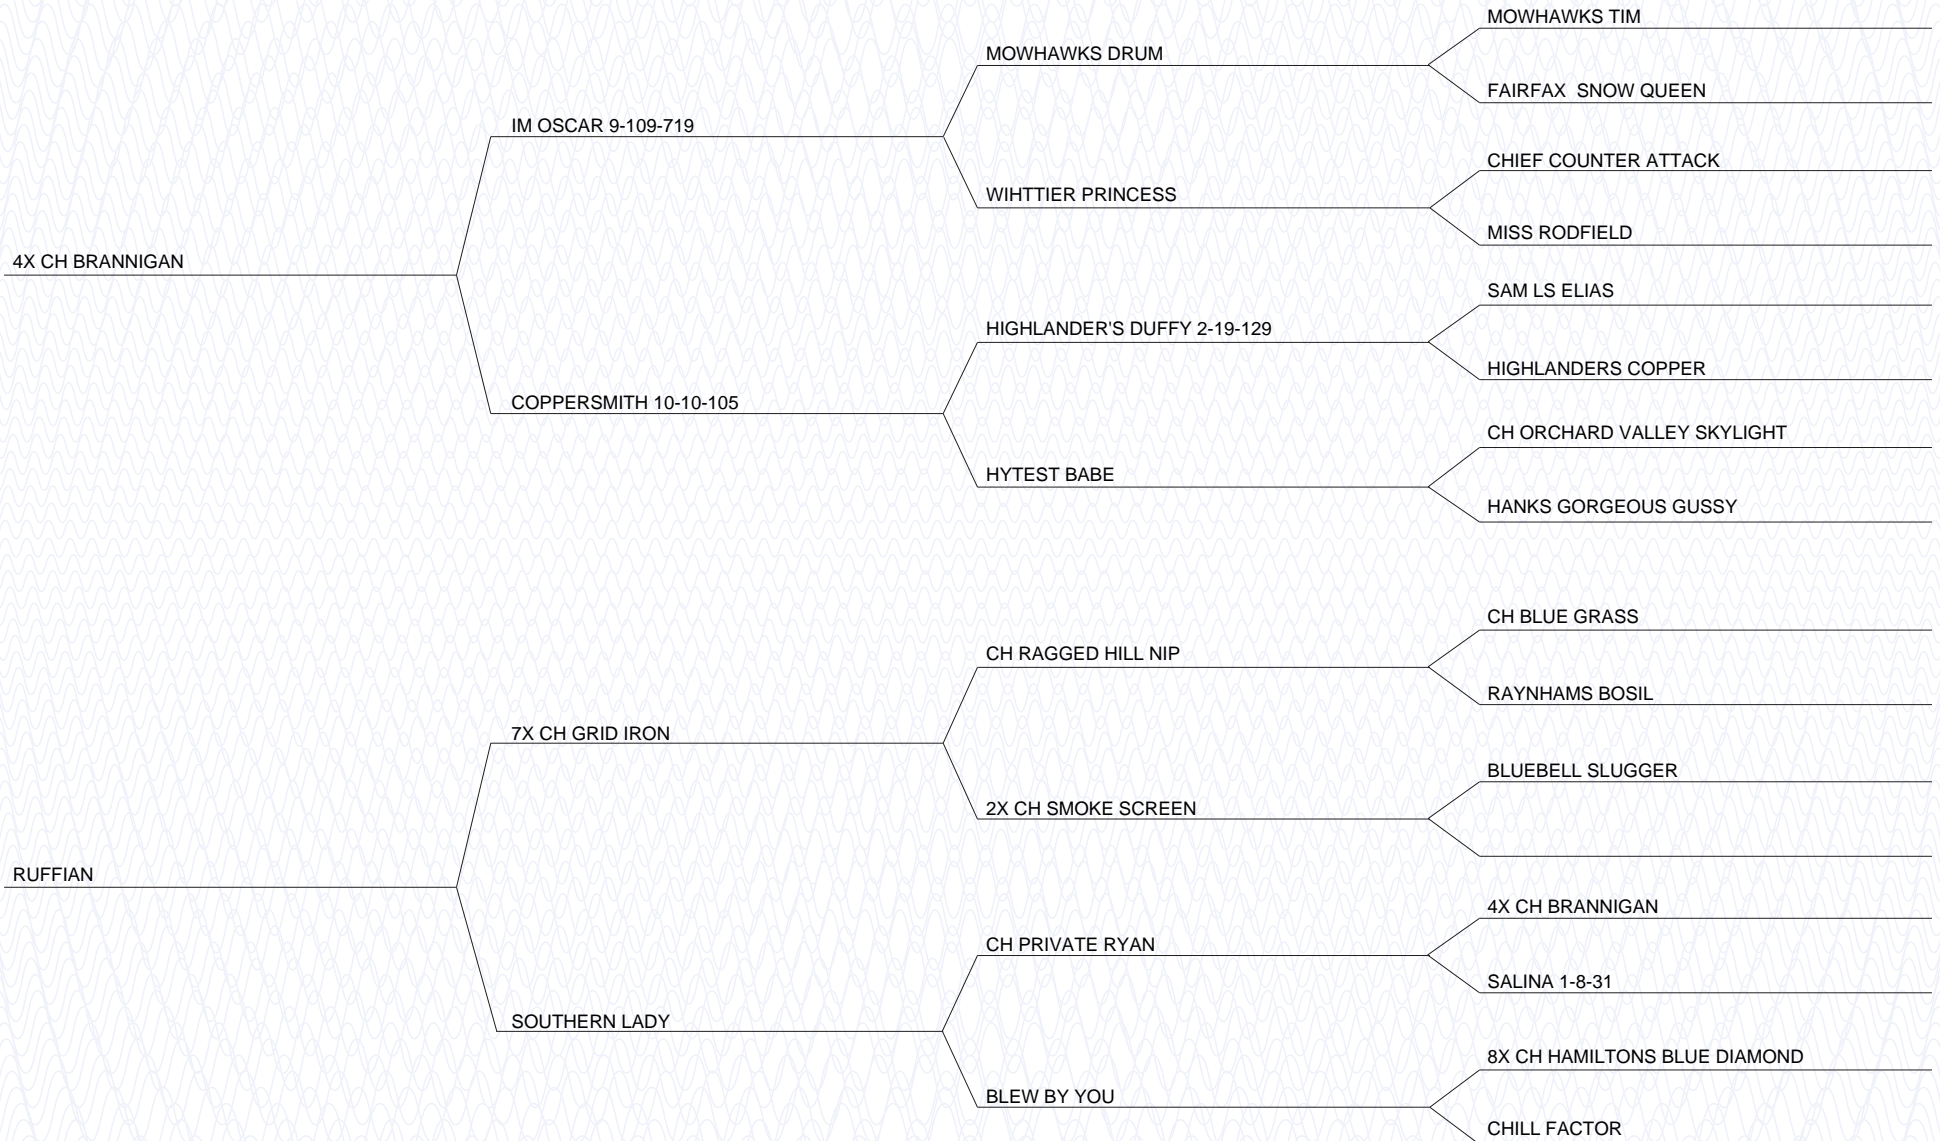 MOWHAWKS TIM
MOWHAWKS DRUM
FAIRFAX  SNOW QUEEN
IM OSCAR 9-109-719
CHIEF COUNTER ATTACK
WIHTTIER PRINCESS
MISS RODFIELD
4X CH BRANNIGAN
SAM LS ELIAS
HIGHLANDER'S DUFFY 2-19-129
HIGHLANDERS COPPER
COPPERSMITH 10-10-105
CH ORCHARD VALLEY SKYLIGHT
HYTEST BABE
HANKS GORGEOUS GUSSY
CH BLUE GRASS
CH RAGGED HILL NIP
RAYNHAMS BOSIL
7X CH GRID IRON
BLUEBELL SLUGGER
2X CH SMOKE SCREEN
RUFFIAN
4X CH BRANNIGAN
CH PRIVATE RYAN
SALINA 1-8-31
SOUTHERN LADY
8X CH HAMILTONS BLUE DIAMOND
BLEW BY YOU
CHILL FACTOR